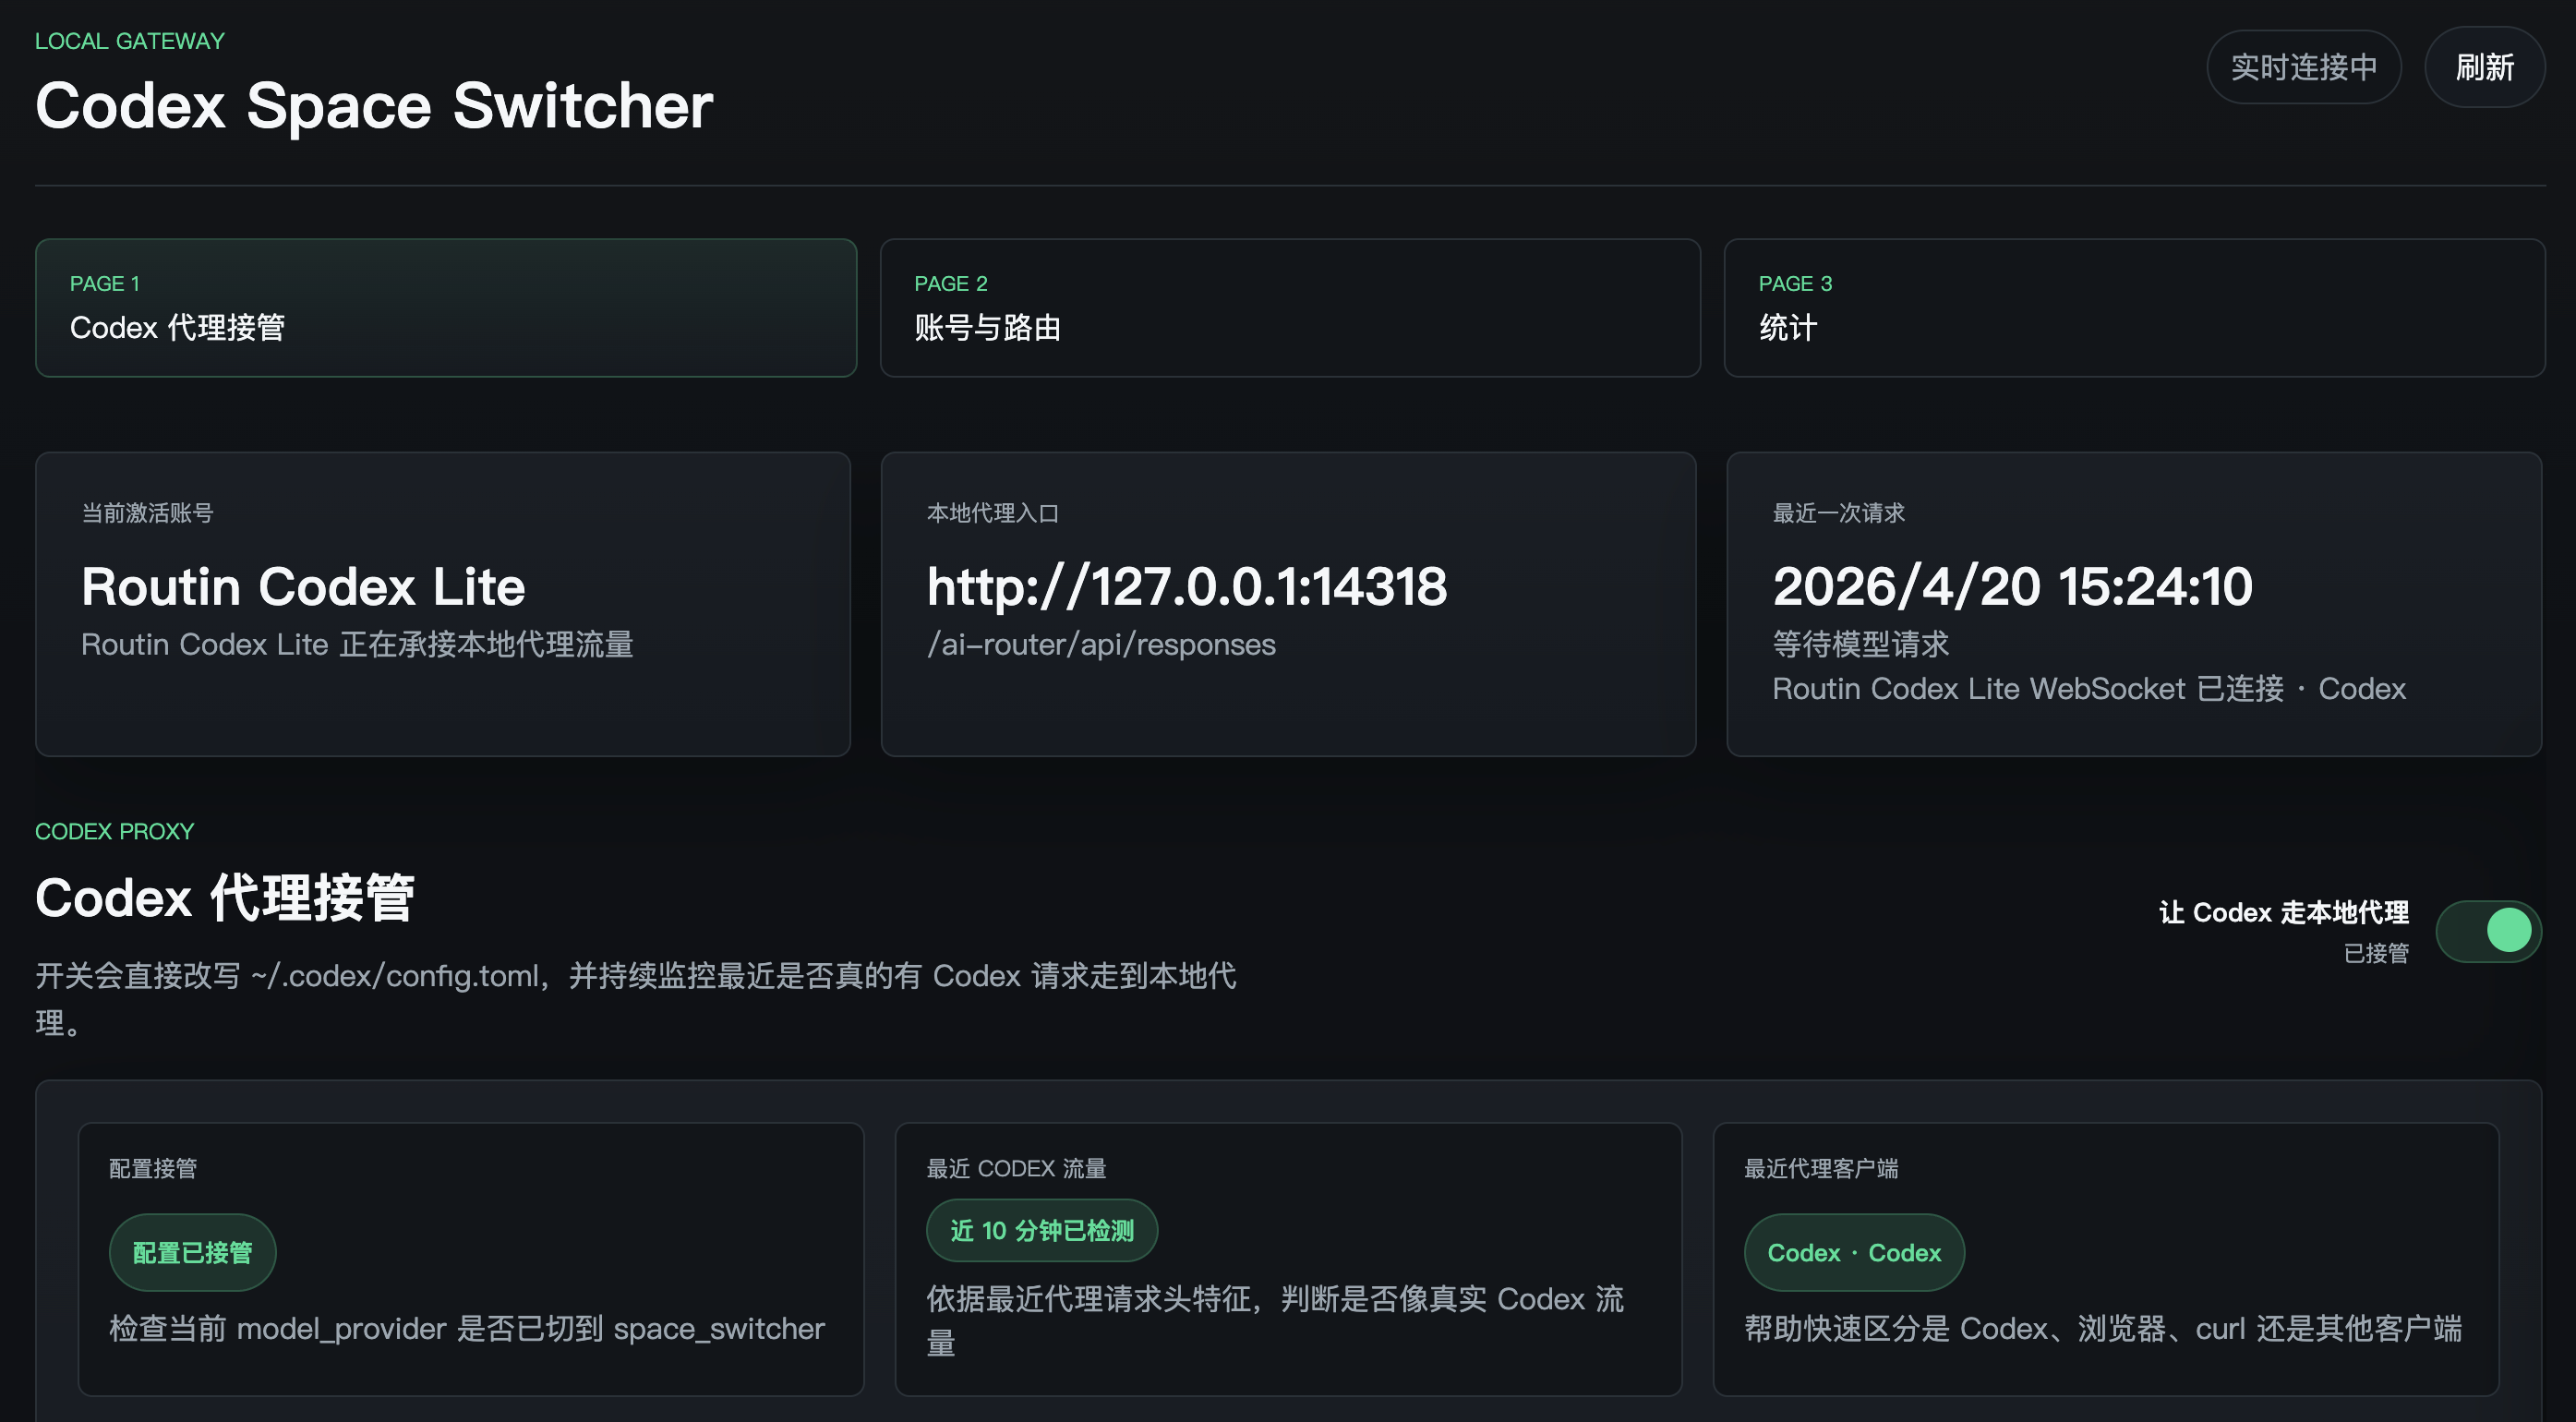 LOCAL GATEWAY
Codex Space Switcher
实时连接中
刷新
PAGE 1
Codex 代理接管
PAGE 2
账号与路由
PAGE 3
统计
当前激活账号
Routin Codex Lite
Routin Codex Lite 正在承接本地代理流量
本地代理入口
http://127.0.0.1:14318
/ai-router/api/responses
最近一次请求
2026/4/20 15:24:10
等待模型请求
Routin Codex Lite WebSocket 已连接 · Codex
CODEX PROXY
Codex 代理接管
开关会直接改写 ~/.codex/config.toml，并持续监控最近是否真的有 Codex 请求走到本地代
理。
让 Codex 走本地代理
已接管
配置接管
配置已接管
检查当前 model_provider 是否已切到 space_switcher
最近 CODEX 流量
近 10 分钟已检测
依据最近代理请求头特征，判断是否像真实 Codex 流
量
最近代理客户端
Codex · Codex
帮助快速区分是 Codex、浏览器、curl 还是其他客户端